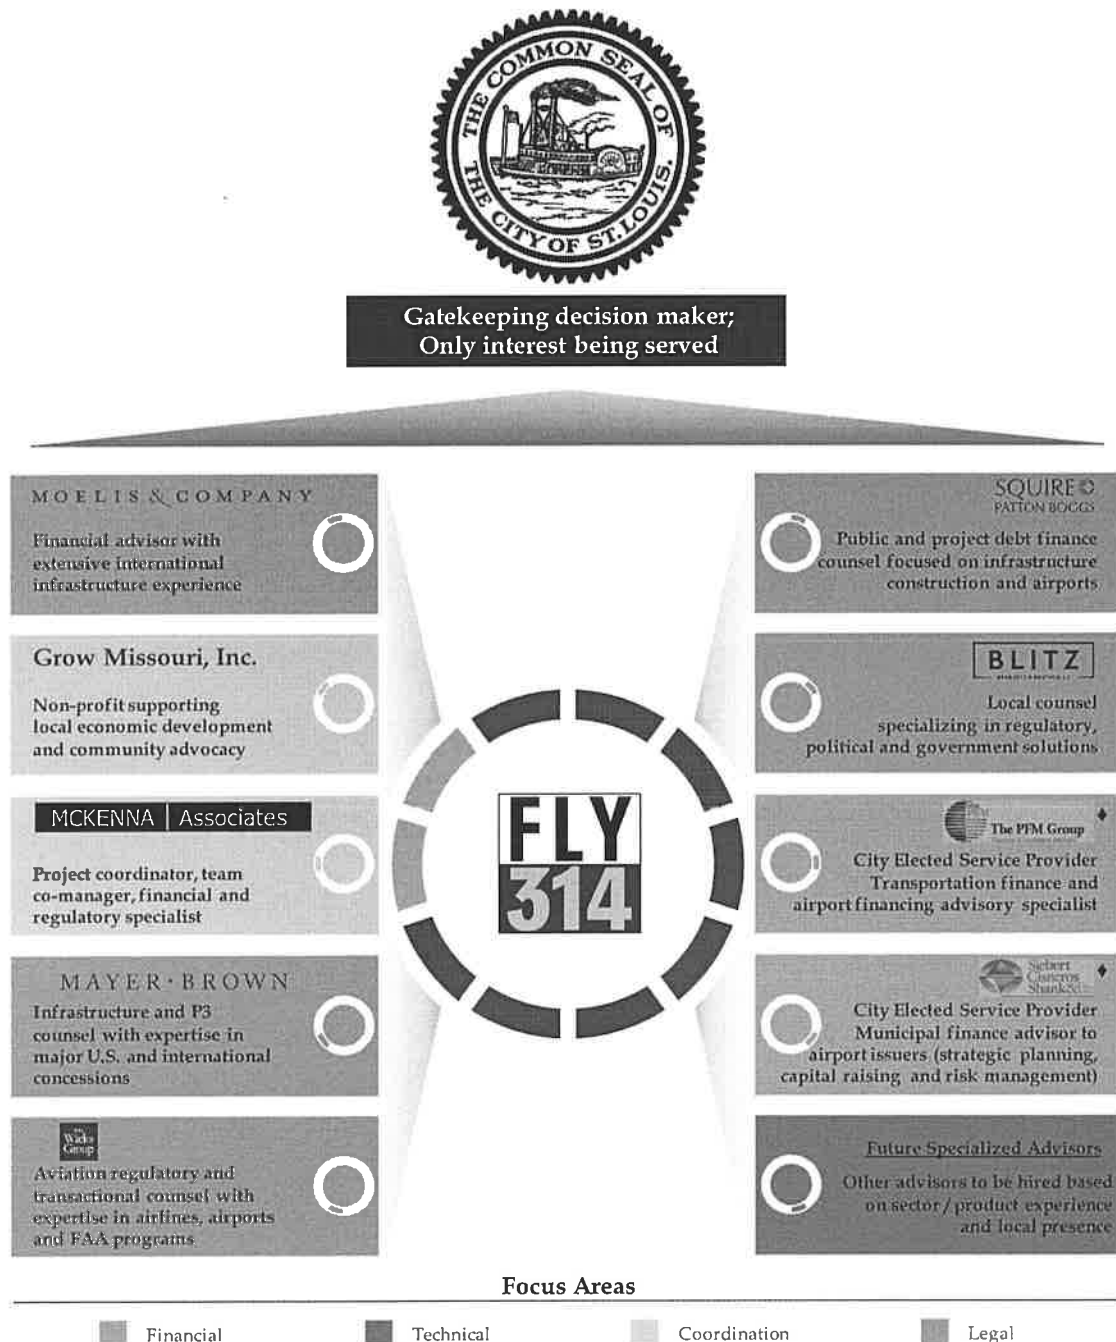 THE COMMON SEAL OF
THE CITY OF ST. LOUIS.
Gatekeeping decision maker;
Only interest being served
MOELIS & COMPANY
Financial advisor with
extensive international
infrastructure experience
Grow Missouri, Inc.
Non-profit supporting
local economic development
and community advocacy
MCKENNA | Associates
Project coordinator, team
co-manager, financial and
regulatory specialist
MAYER · BROWN
Infrastructure and P3
counsel with expertise in
major U.S. and international
concessions
Wicks
Group
Aviation regulatory and
transactional counsel with
expertise in airlines, airports
and FAA programs
FLY
314
SQUIRE
PATTON BOGGS
Public and project debt finance
counsel focused on infrastructure
construction and airports
BLITZ
Local counsel
specializing in regulatory,
political and government solutions
The PFM Group
City Elected Service Provider
Transportation finance and
airport financing advisory specialist
Siebert
Cisneros
Shank
City Elected Service Provider
Municipal finance advisor to
airport issuers (strategic planning,
capital raising and risk management)
Future Specialized Advisors
Other advisors to be hired based
on sector / product experience
and local presence
Focus Areas
Financial
Technical
Coordination
Legal